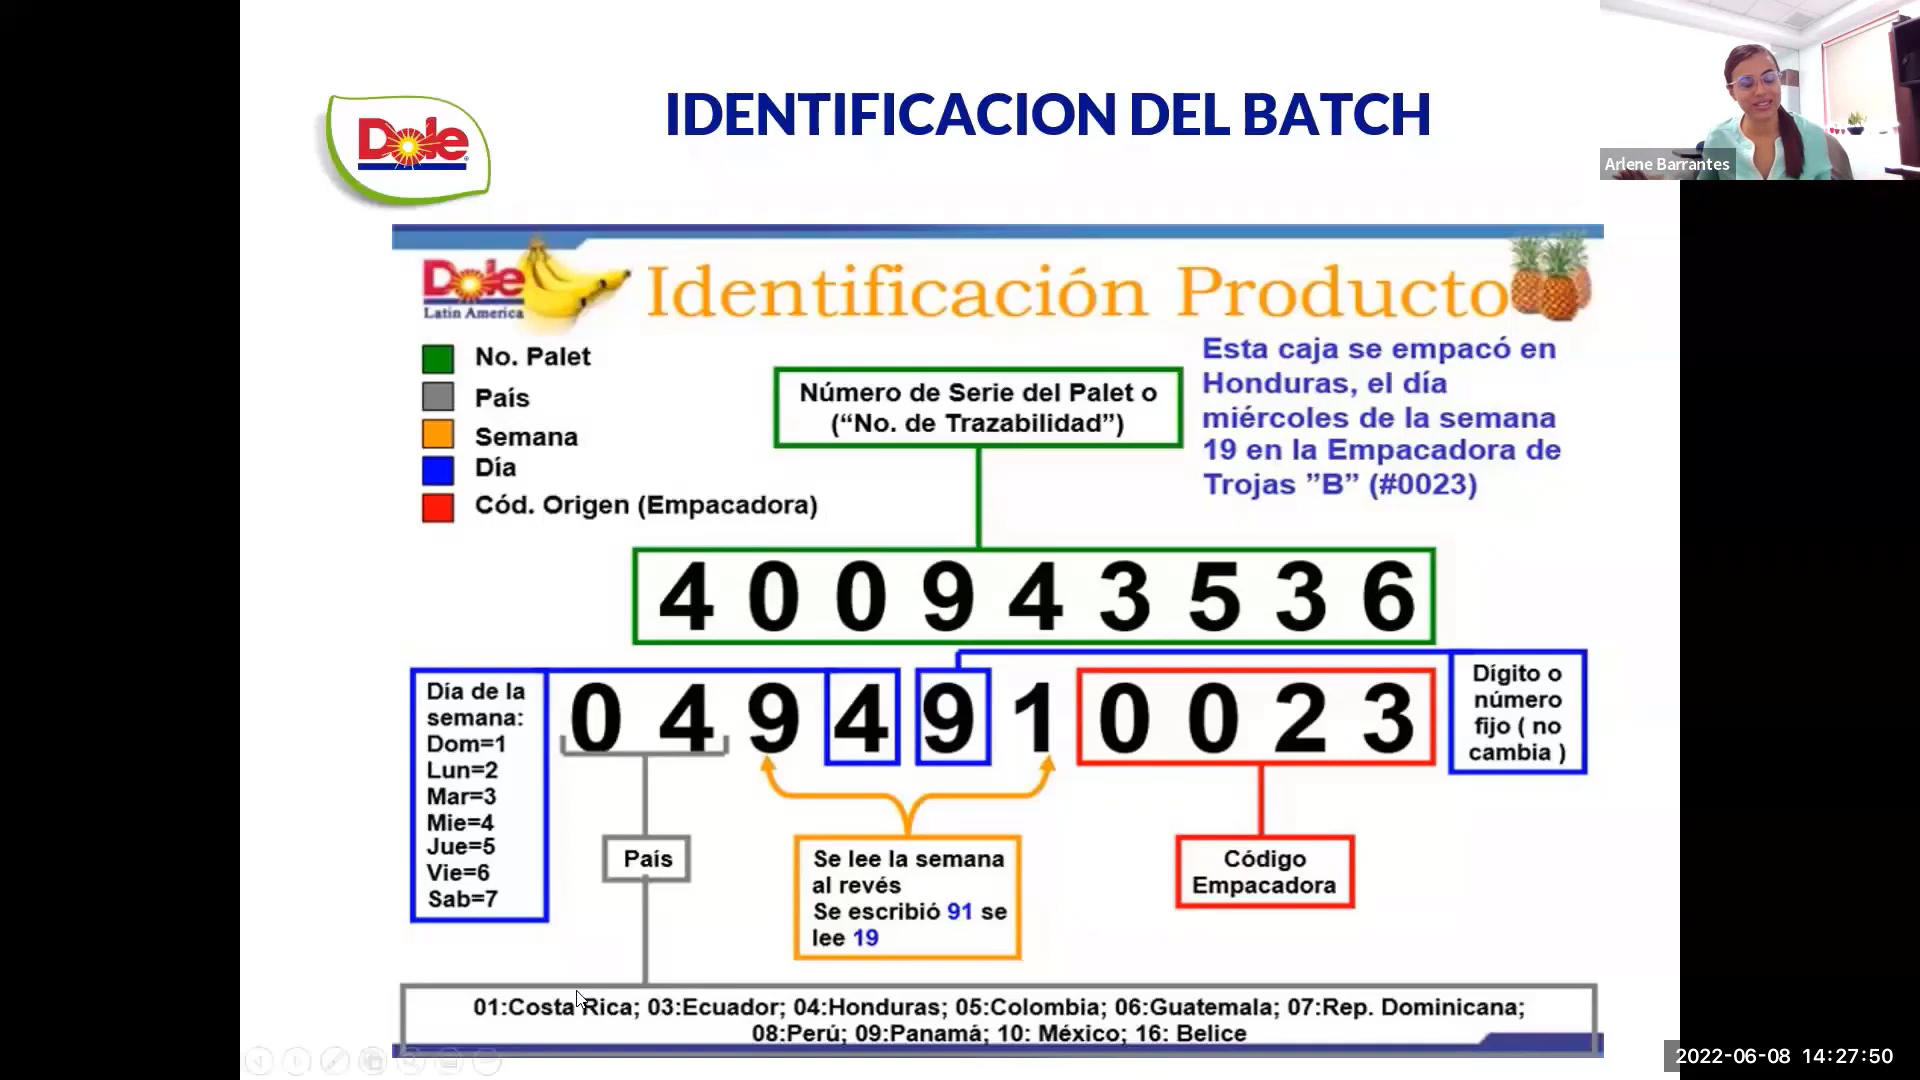 IDENTIFICACION DEL BATCH
Dole
Arlene Barrantes
Dole
Latin America
Identificación Producto
No. Palet
País
Semana
Día
Cód. Origen (Empacadora)
Número de Serie del Palet o
(“No. de Trazabilidad”)
Esta caja se empacó en
Honduras, el día
miércoles de la semana
19 en la Empacadora de
Trojas ”B” (#0023)
4 0 0 9 4 3 5 3 6
Día de la
semana:
Dom=1
Lun=2
Mar=3
Mie=4
Jue=5
Vie=6
Sab=7
0 4 9 4 9 1 0 0 2 3
Dígito o
número
fijo ( no
cambia )
País
Se lee la semana
al revés
Se escribió 91 se
lee 19
Código
Empacadora
01:Costa Rica; 03:Ecuador; 04:Honduras; 05:Colombia; 06:Guatemala; 07:Rep. Dominicana;
08:Perú; 09:Panamá; 10: México; 16: Belice
2022-06-08 14:27:50